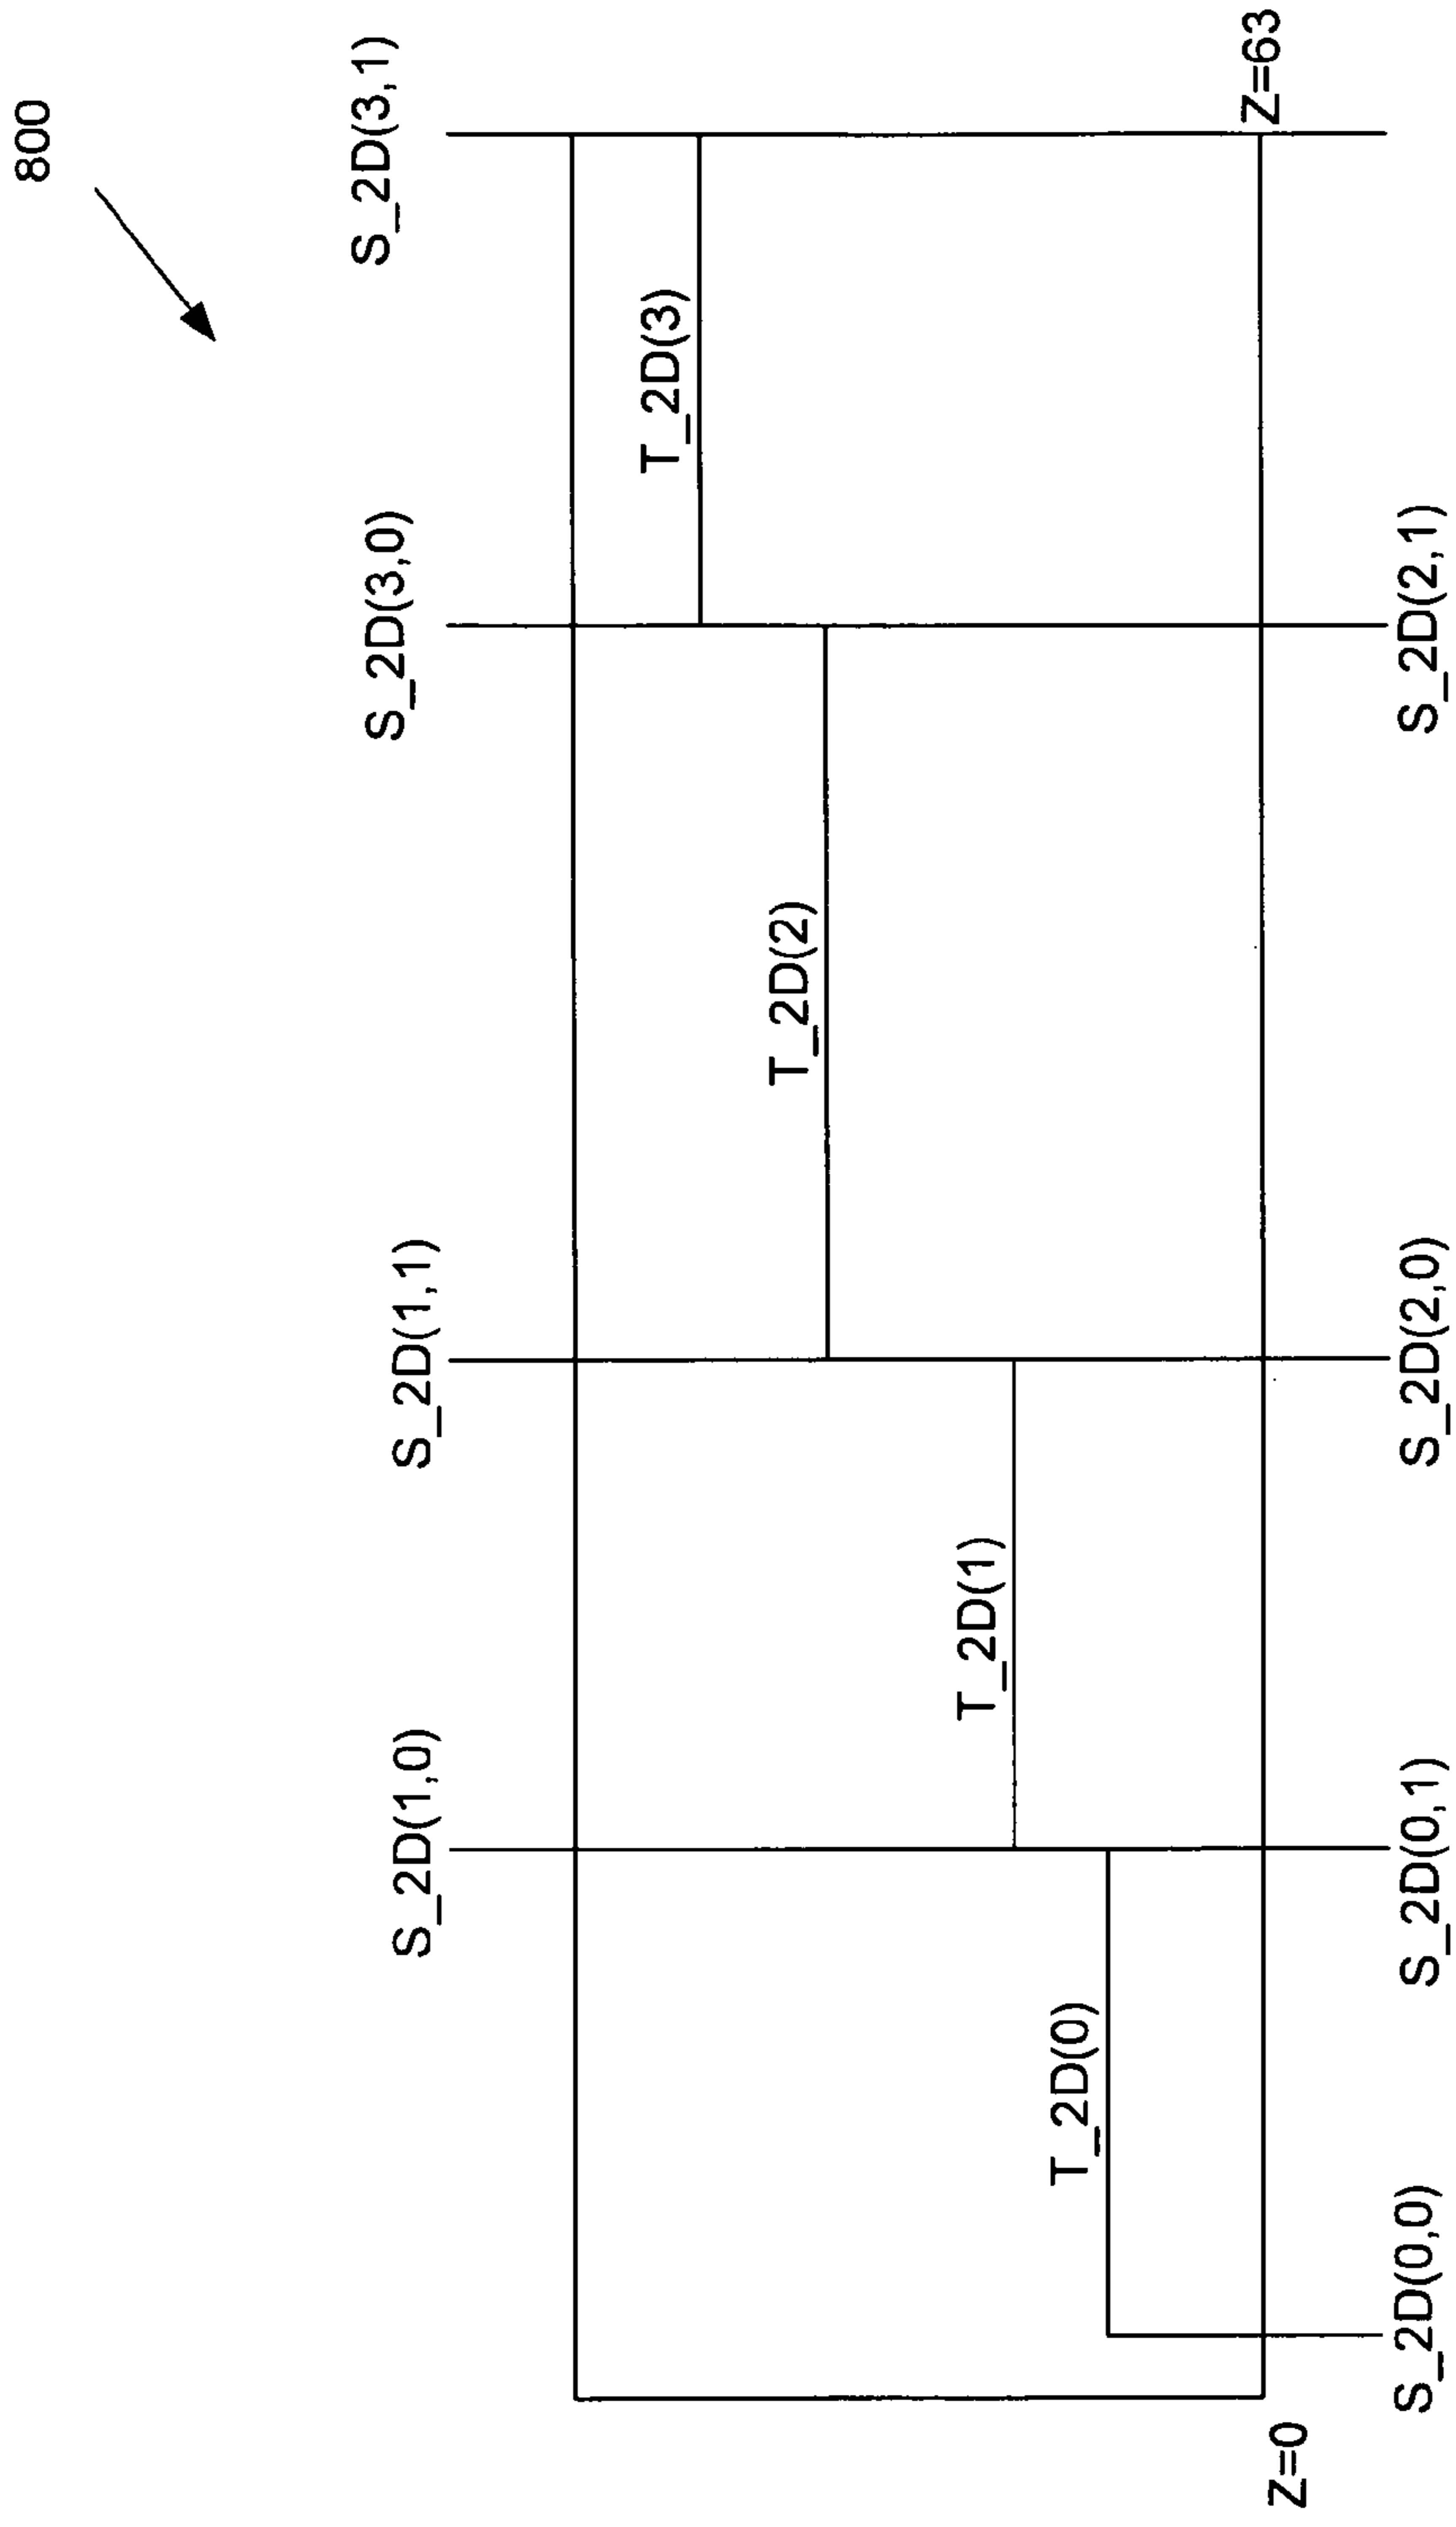 800
S_2D(1,0)
S_2D(1,1)
S_2D(3,0)
S_2D(3,1)
T_2D(3)
T_2D(2)
T_2D(1)
T_2D(0)
Z=0
Z=63
S_2D(0,0)
S_2D(0,1)
S_2D(2,0)
S_2D(2,1)